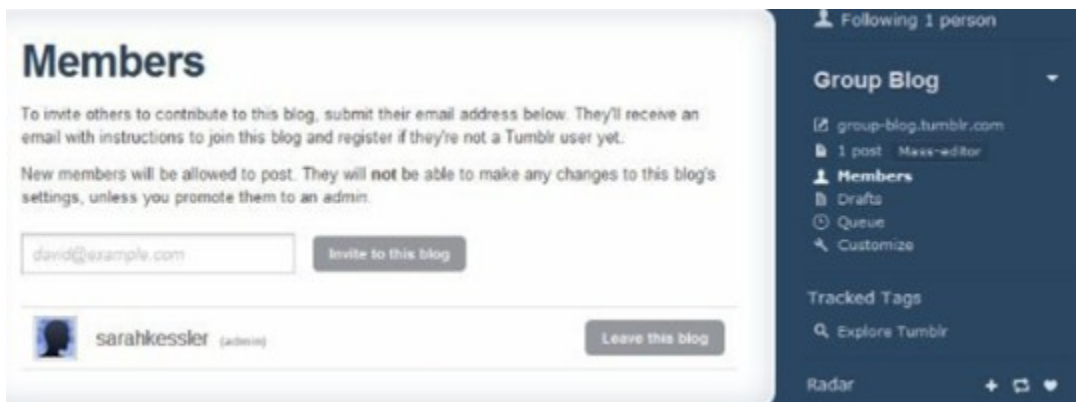 Members
To invite others to contribute to this blog, submit their email address below. They'll receive an
email with instructions to join this blog and register if they're not a Tumblr user yet.
New members will be allowed to post. They will not be able to make any changes to this blog's
settings, unless you promote them to an admin.
david@example.com
Invite to this blog
sarahkessler (admin)
Leave this blog
Following 1 person
Group Blog
group-blog.tumblr.com
1 post Mass-editor
Members
Drafts
Queue
Customize
Tracked Tags
Explore Tumblr
Radar